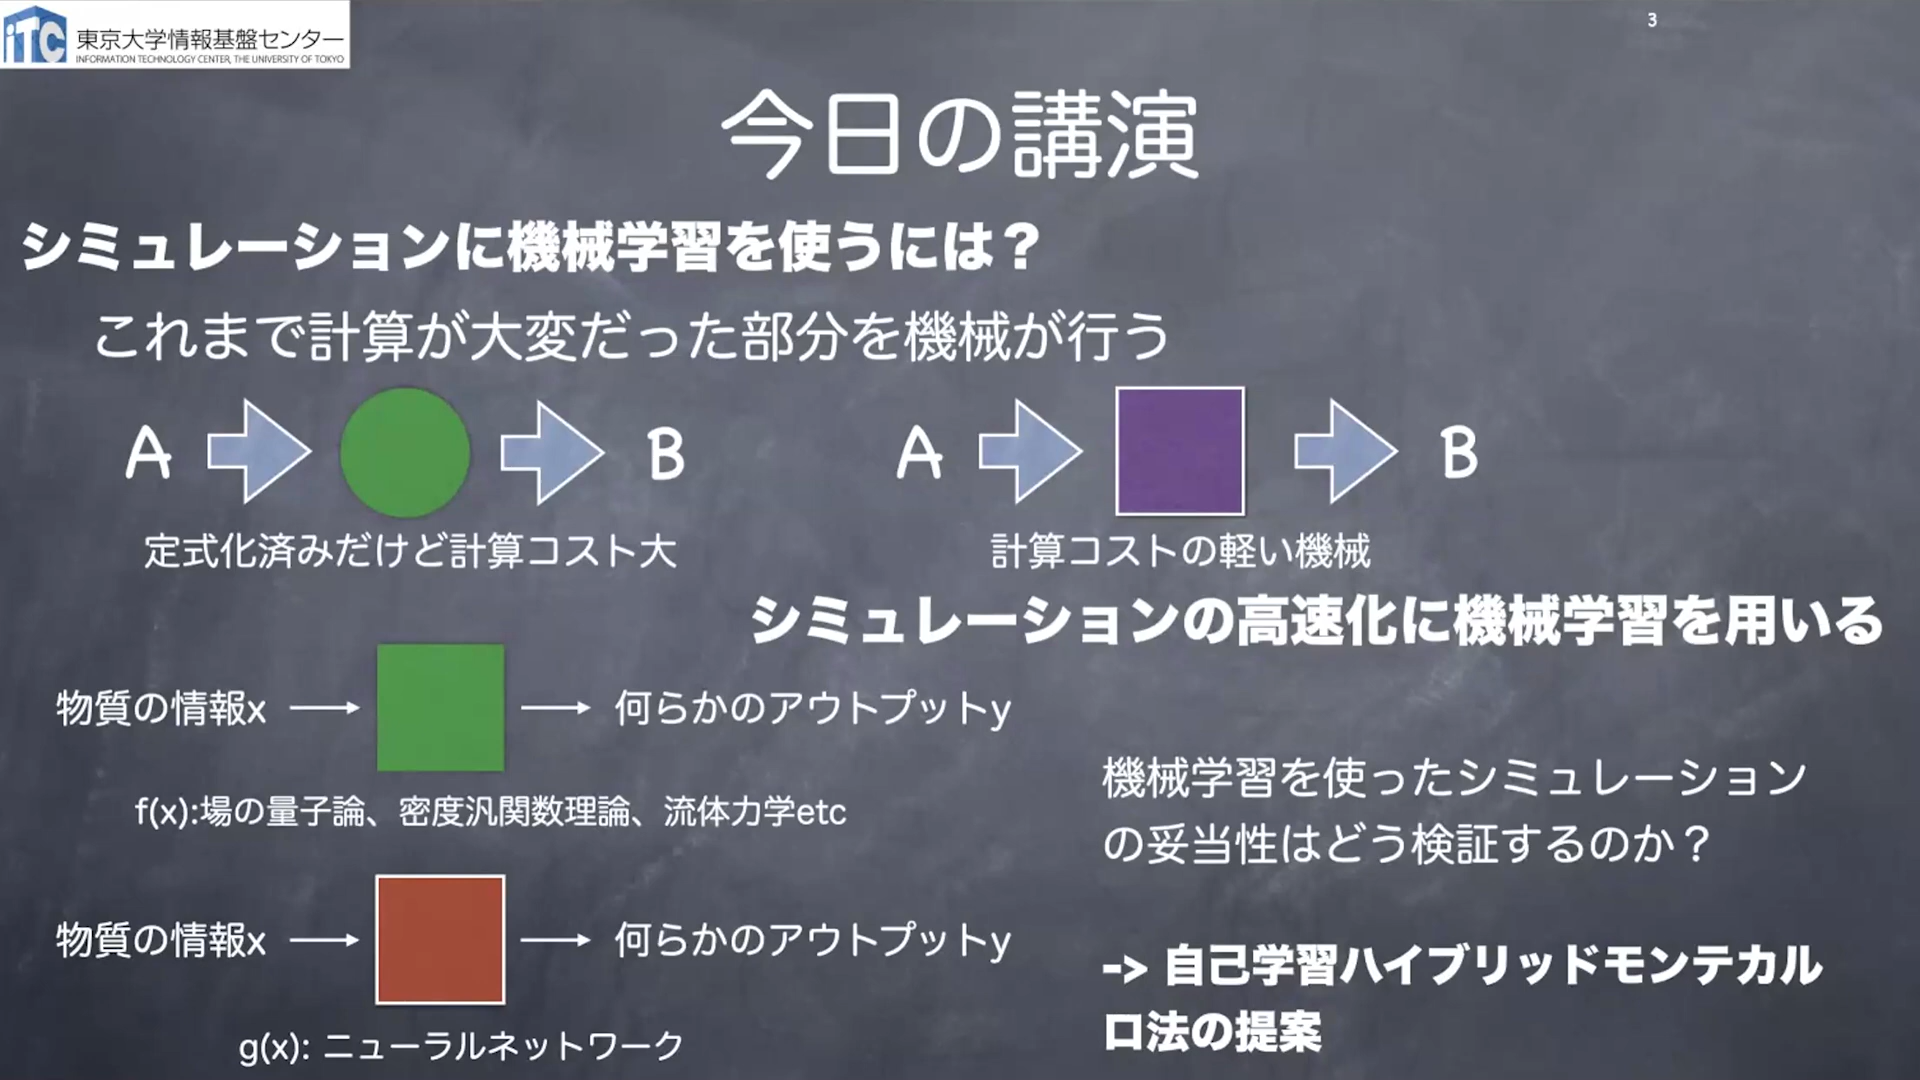 iTC
東京大学情報基盤センター
INFORMATION TECHNOLOGY CENTER, THE UNIVERSITY OF TOKYO
3
今日の講演
シミュレーションに機械学習を使うには？
これまで計算が大変だった部分を機械が行う
A B
A B
定式化済みだけど計算コスト大
計算コストの軽い機械
シミュレーションの高速化に機械学習を用いる
物質の情報x 何らかのアウトプットy
f(x):場の量子論、密度汎関数理論、流体力学etc
物質の情報x 何らかのアウトプットy
g(x): ニューラルネットワーク
機械学習を使ったシミュレーション
の妥当性はどう検証するのか？
-> 自己学習ハイブリッドモンテカル
ロ法の提案